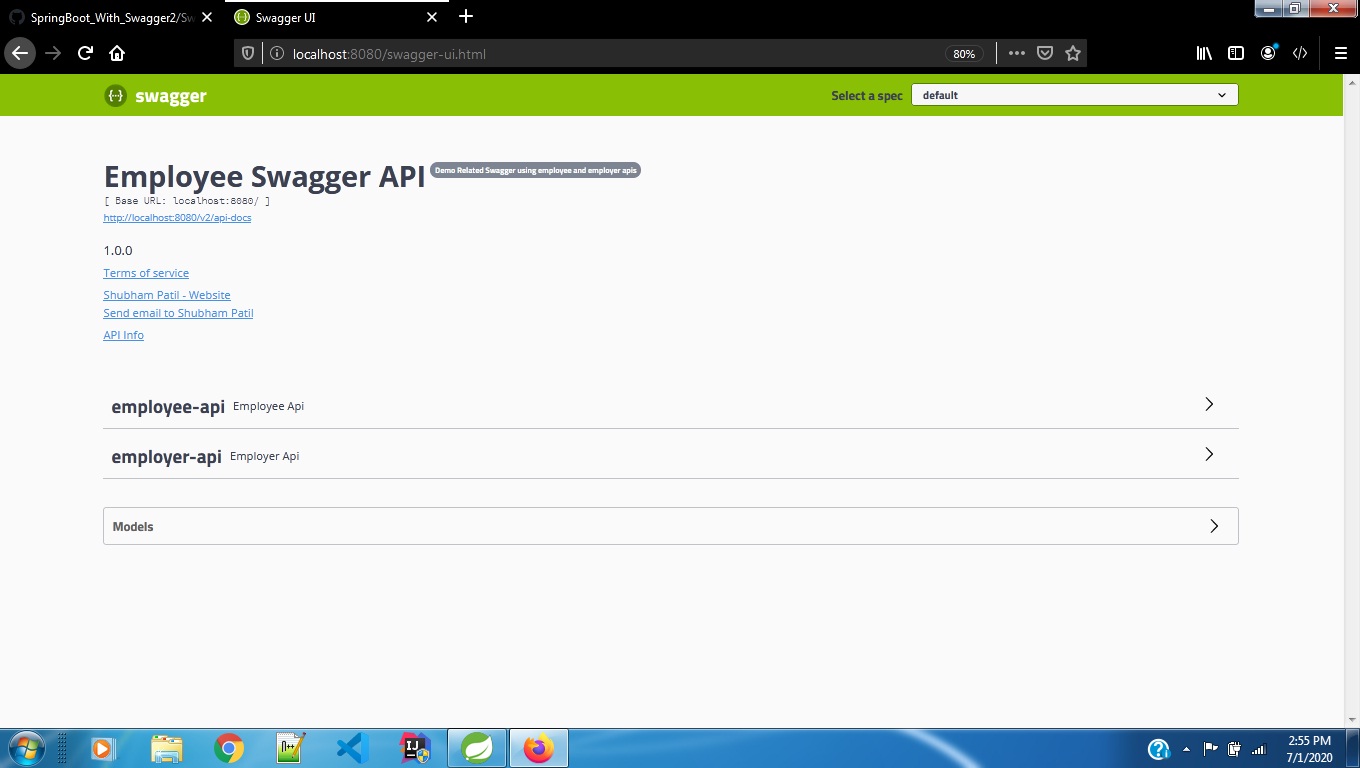 SpringBoot_With_Swagger2/Sw
Swagger UI
localhost:8080/swagger-ui.html
80%
swagger
Select a spec
default
Employee Swagger API
Demo Related Swagger using employee and employer apis
[ Base URL: localhost:8080/ ]
http://localhost:8080/v2/api-docs
1.0.0
Terms of service
Shubham Patil - Website
Send email to Shubham Patil
API Info
employee-api Employee Api
employer-api Employer Api
Models
2:55 PM
7/1/2020